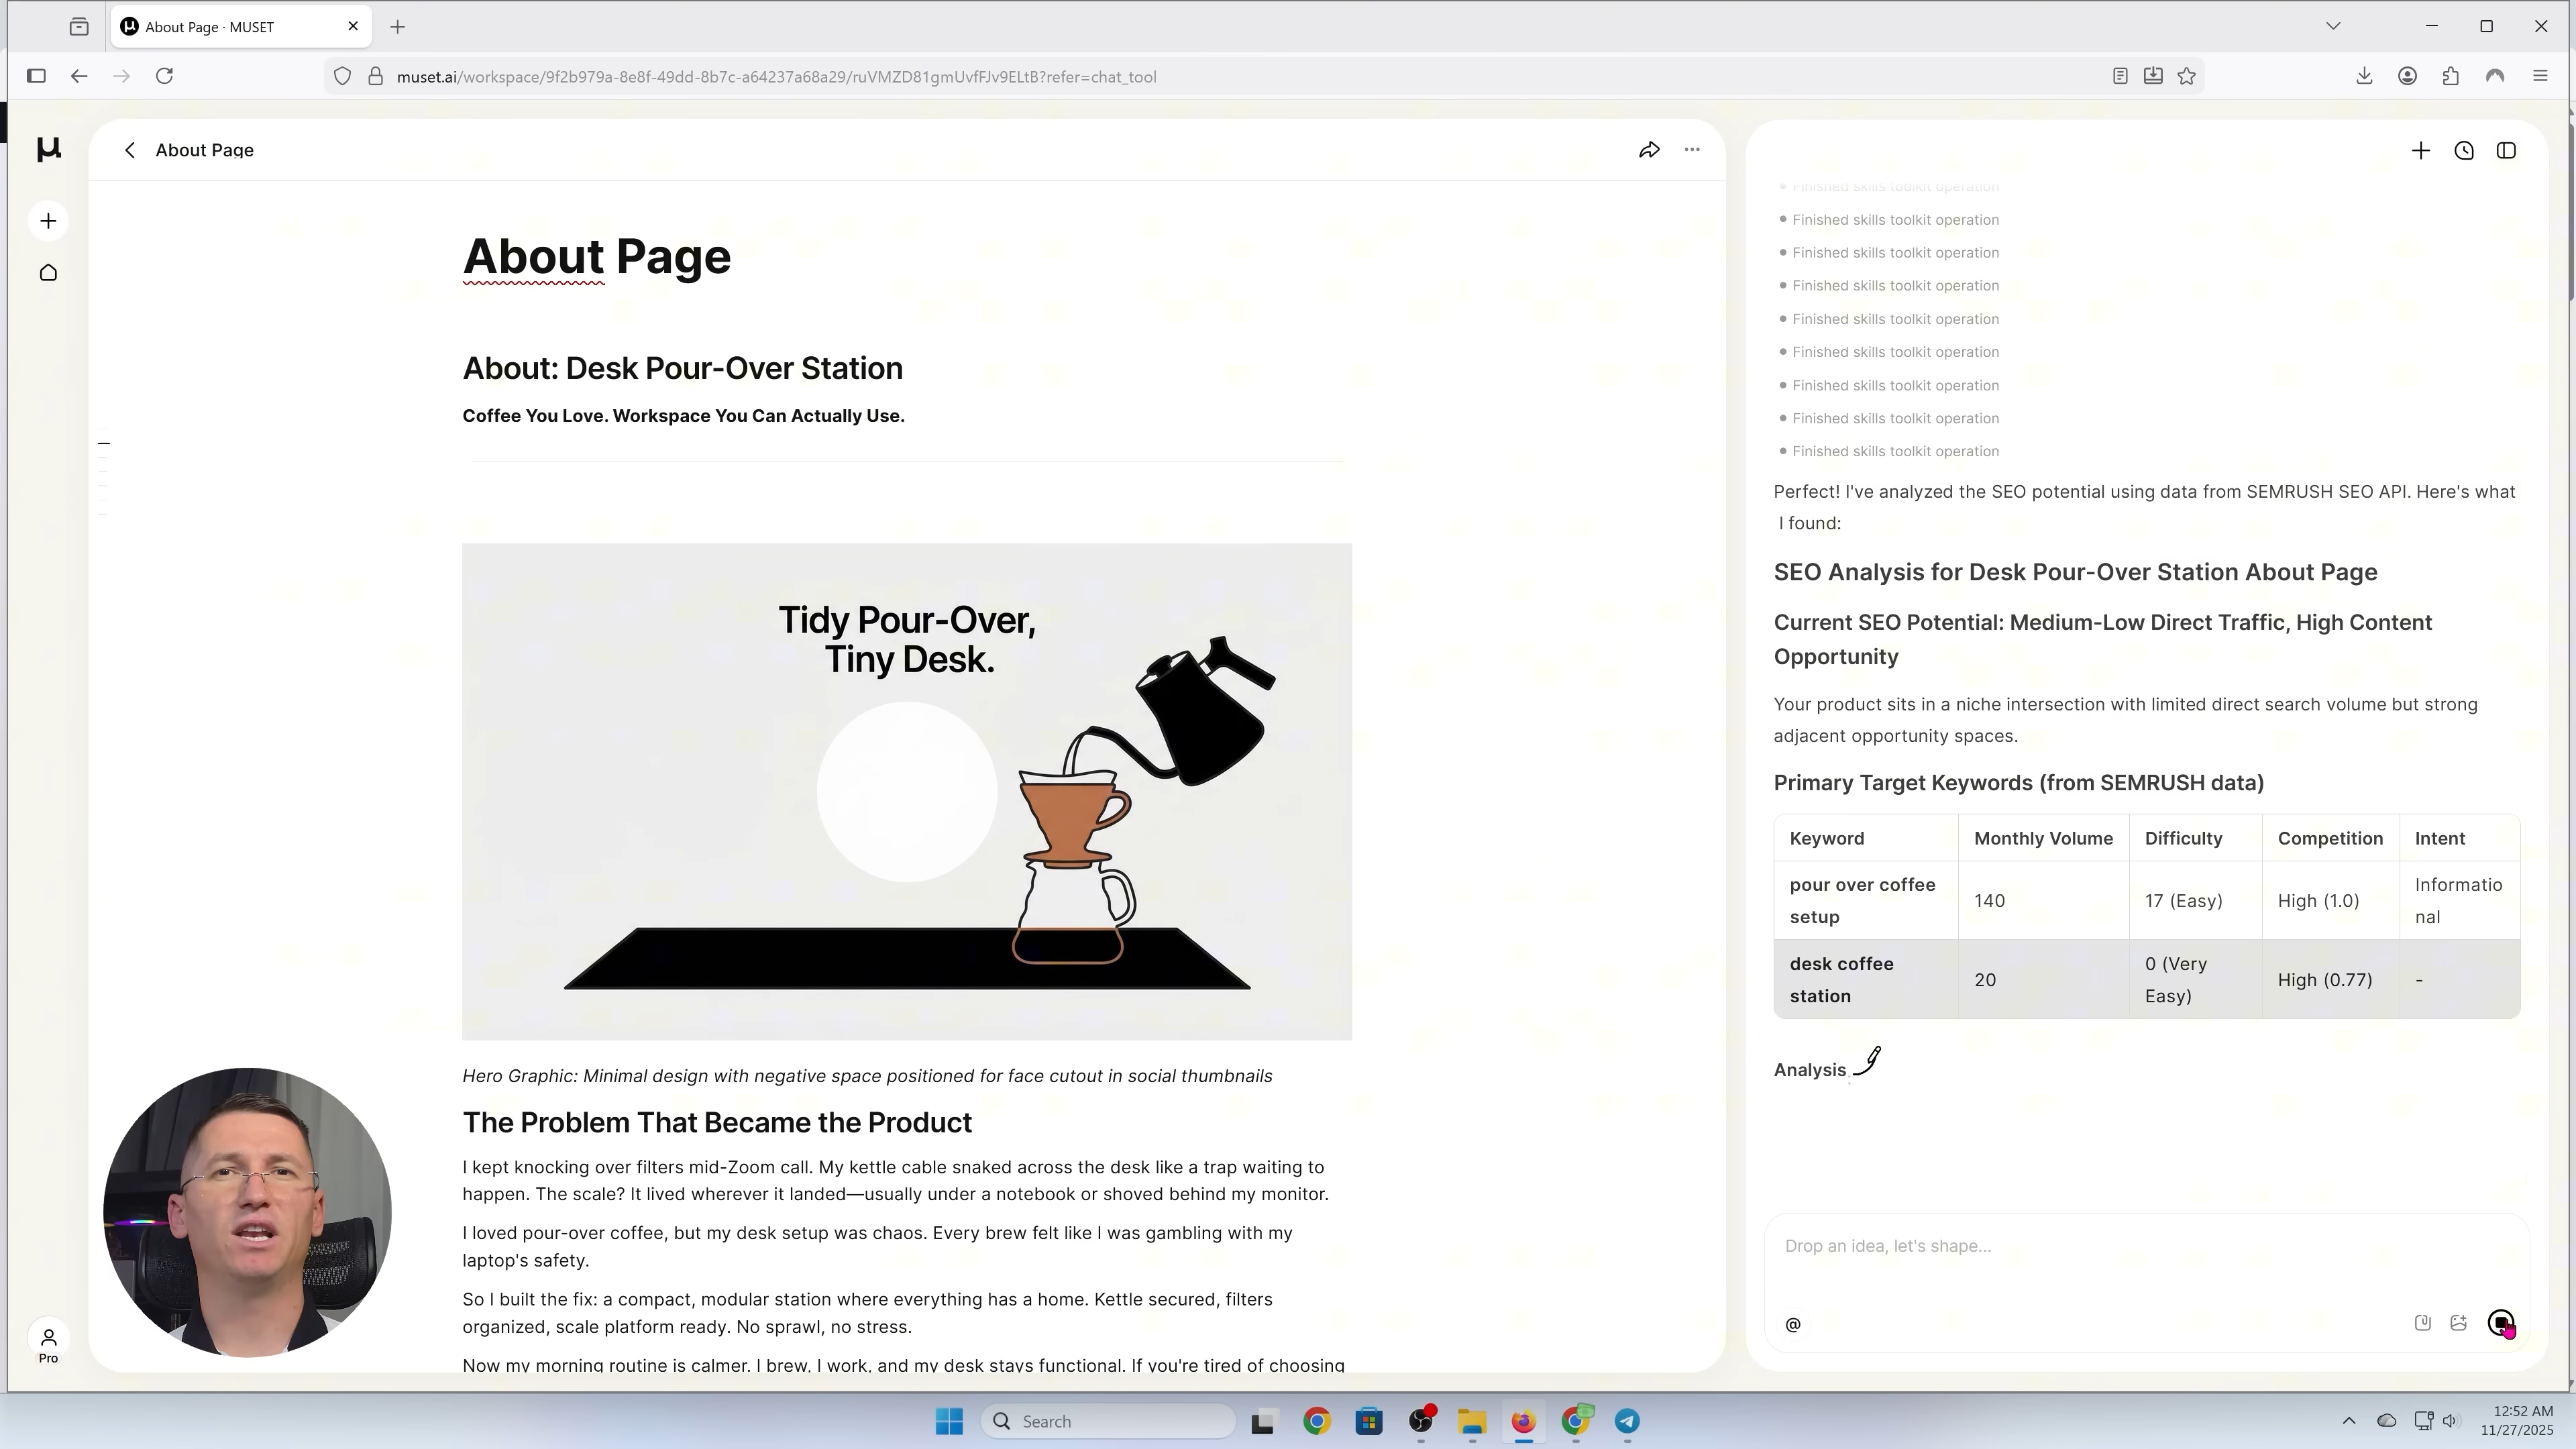 About Page · MUSET
muset.ai/workspace/9f2b979a-8e8f-49dd-8b7c-a64237a68a29/ruVMZD81gmUvfFJv9ELtB?refer=chat_tool
µ
About Page
About Page
About: Desk Pour-Over Station
Coffee You Love. Workspace You Can Actually Use.
Tidy Pour-Over,
Tiny Desk.
Hero Graphic: Minimal design with negative space positioned for face cutout in social thumbnails
The Problem That Became the Product
I kept knocking over filters mid-Zoom call. My kettle cable snaked across the desk like a trap waiting to
happen. The scale? It lived wherever it landed—usually under a notebook or shoved behind my monitor.
I loved pour-over coffee, but my desk setup was chaos. Every brew felt like I was gambling with my
laptop's safety.
So I built the fix: a compact, modular station where everything has a home. Kettle secured, filters
organized, scale platform ready. No sprawl, no stress.
Now my morning routine is calmer. I brew, I work, and my desk stays functional. If you're tired of choosing
Pro
Finished skills toolkit operation
Finished skills toolkit operation
Finished skills toolkit operation
Finished skills toolkit operation
Finished skills toolkit operation
Finished skills toolkit operation
Finished skills toolkit operation
Finished skills toolkit operation
Finished skills toolkit operation
Perfect! I've analyzed the SEO potential using data from SEMRUSH SEO API. Here's what
I found:
SEO Analysis for Desk Pour-Over Station About Page
Current SEO Potential: Medium-Low Direct Traffic, High Content
Opportunity
Your product sits in a niche intersection with limited direct search volume but strong
adjacent opportunity spaces.
Primary Target Keywords (from SEMRUSH data)
Keyword Monthly Volume Difficulty Competition Intent
pour over coffee
setup 140 17 (Easy) High (1.0) Informatio
nal
desk coffee
station 20 0 (Very
Easy) High (0.77) -
Analysis
Drop an idea, let's shape...
@
Search
12:52 AM
11/27/2025